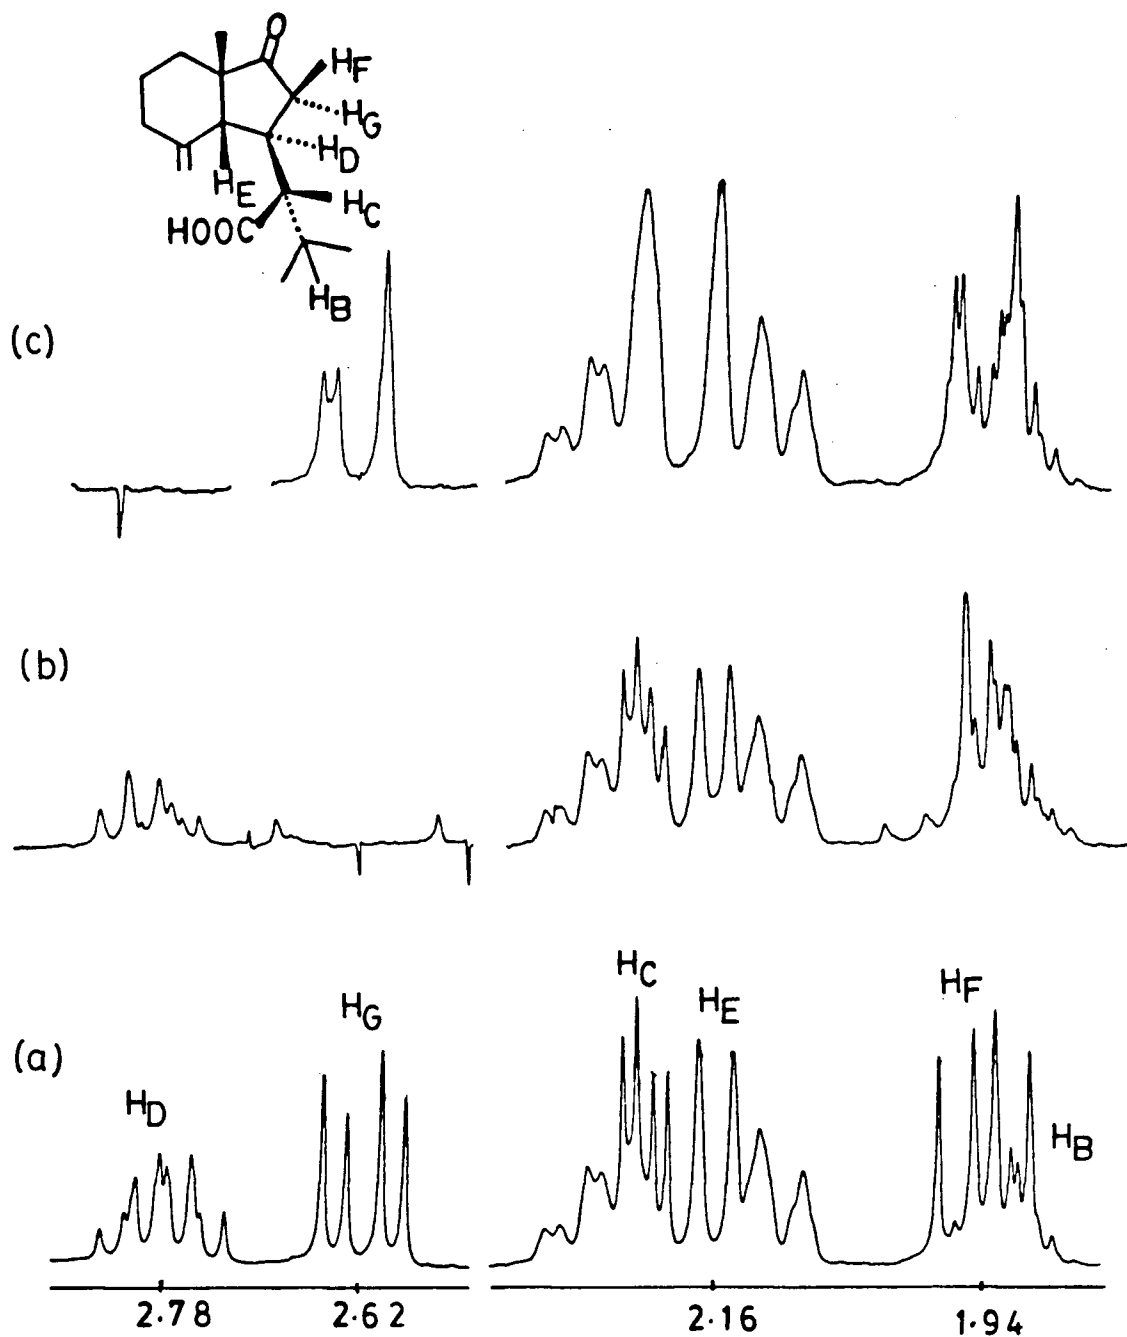 O
HF
HG
HD
HE
HC
HOOC
HB
(c)
(b)
HC
HE
HF
HG
(a)
HD
HB
2.78 2.62 2.16 1.94